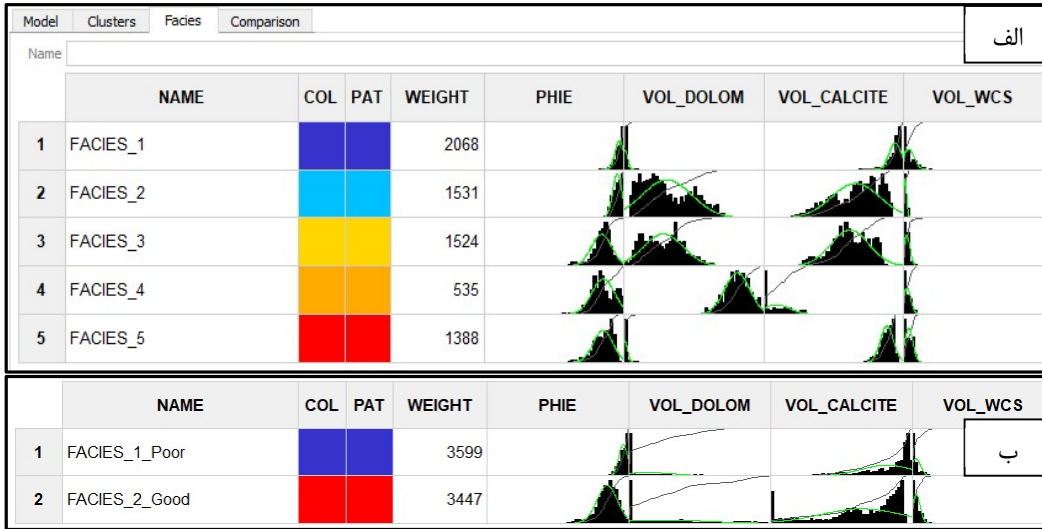 Model Clusters Facies Comparison
الف
Name
NAME COL PAT WEIGHT PHIE VOL_DOLOM VOL_CALCITE VOL_WCS
1 FACIES_1 2068
2 FACIES_2 1531
3 FACIES_3 1524
4 FACIES_4 535
5 FACIES_5 1388
NAME COL PAT WEIGHT PHIE VOL_DOLOM VOL_CALCITE VOL_WCS
ب
1 FACIES_1_Poor 3599
2 FACIES_2_Good 3447